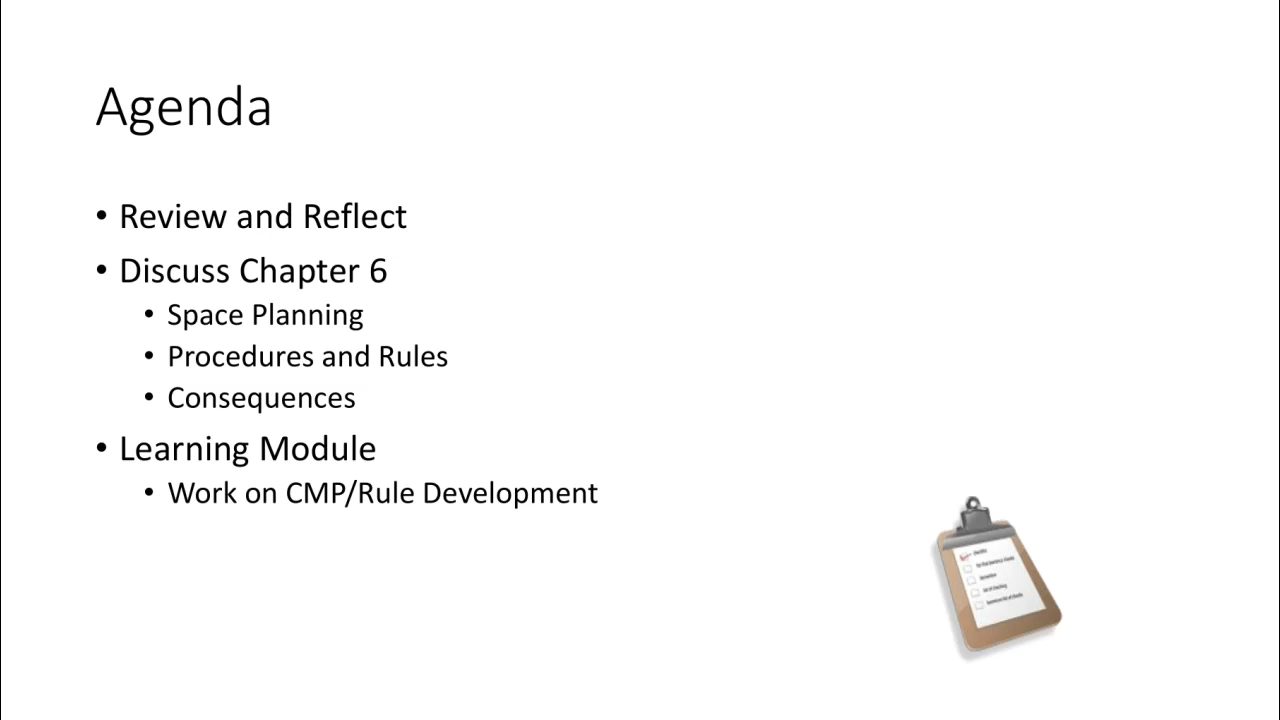 Agenda
• Review and Reflect
• Discuss Chapter 6
• Space Planning
• Procedures and Rules
• Consequences
• Learning Module
• Work on CMP/Rule Development